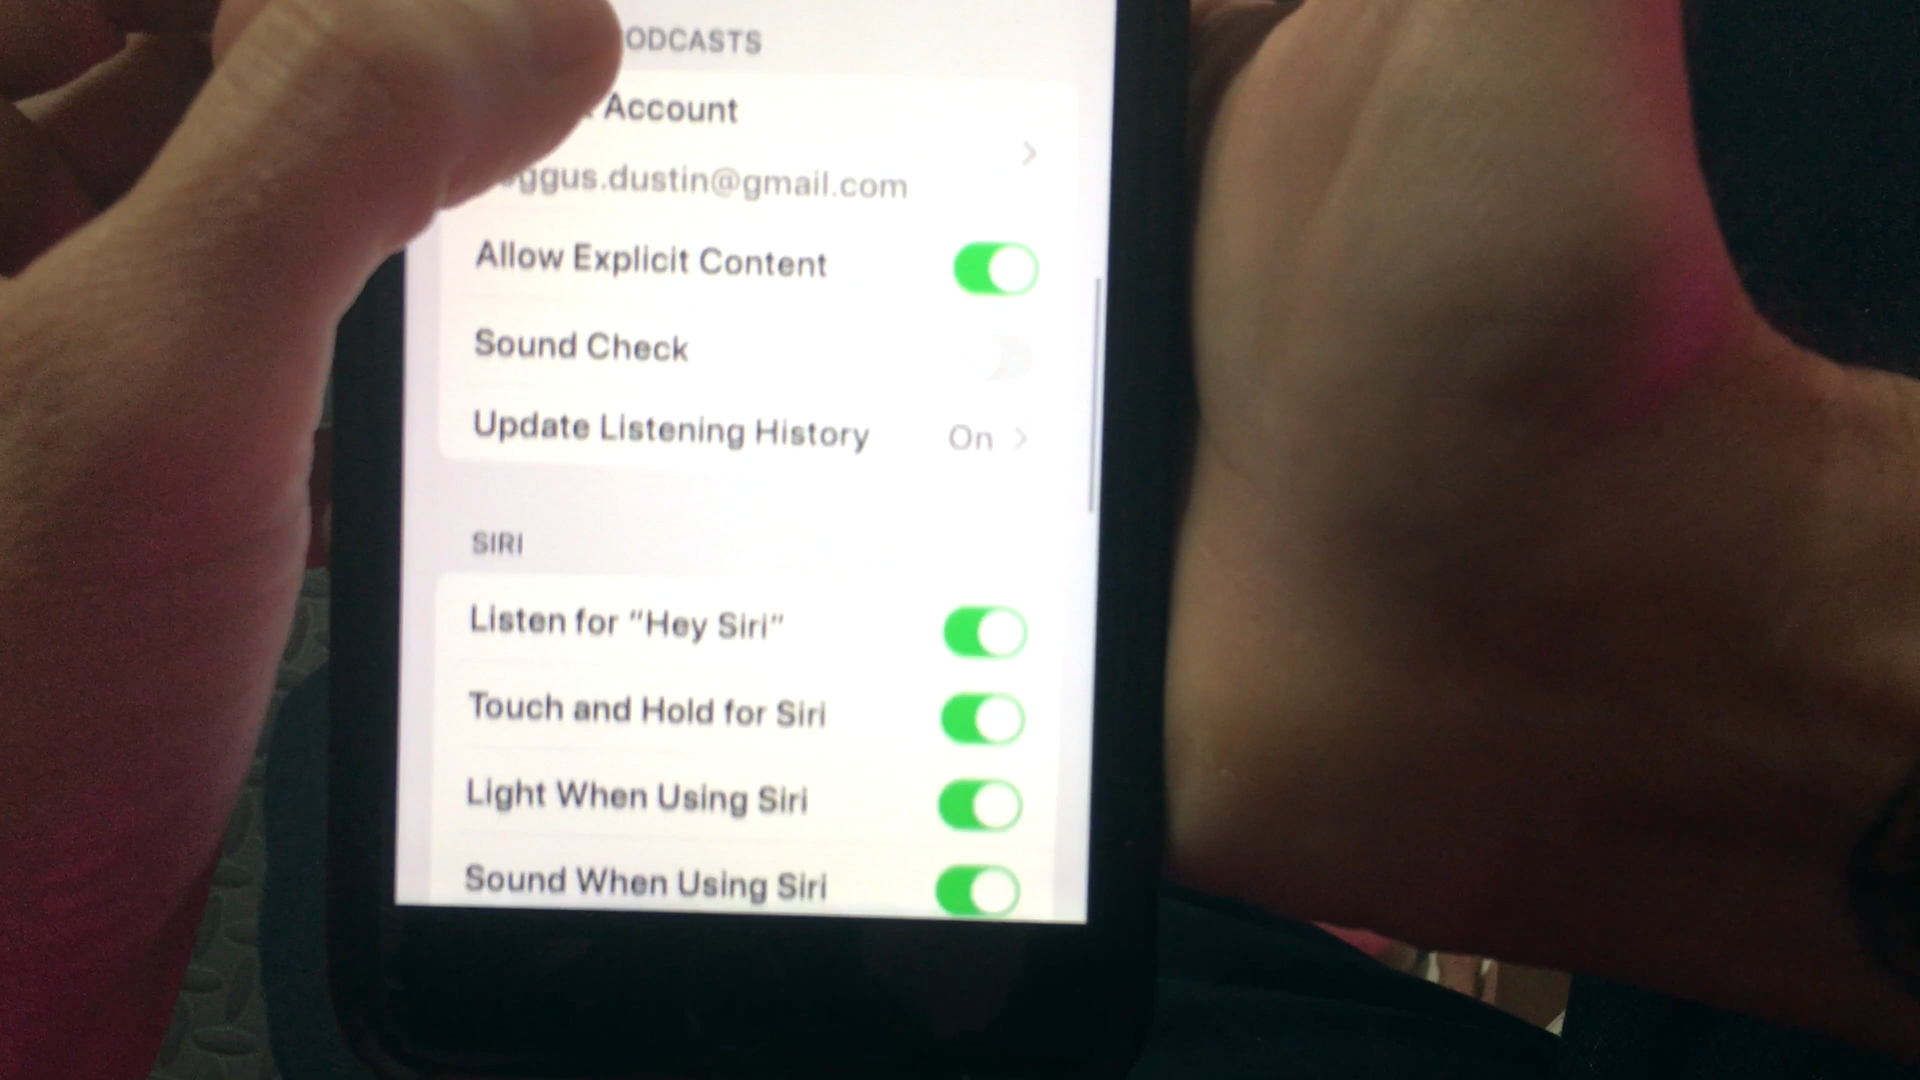 ODCASTS
Account
ggus.dustin@gmail.com
Allow Explicit Content
Sound Check
Update Listening History On
SIRI
Listen for "Hey Siri"
Touch and Hold for Siri
Light When Using Siri
Sound When Using Siri